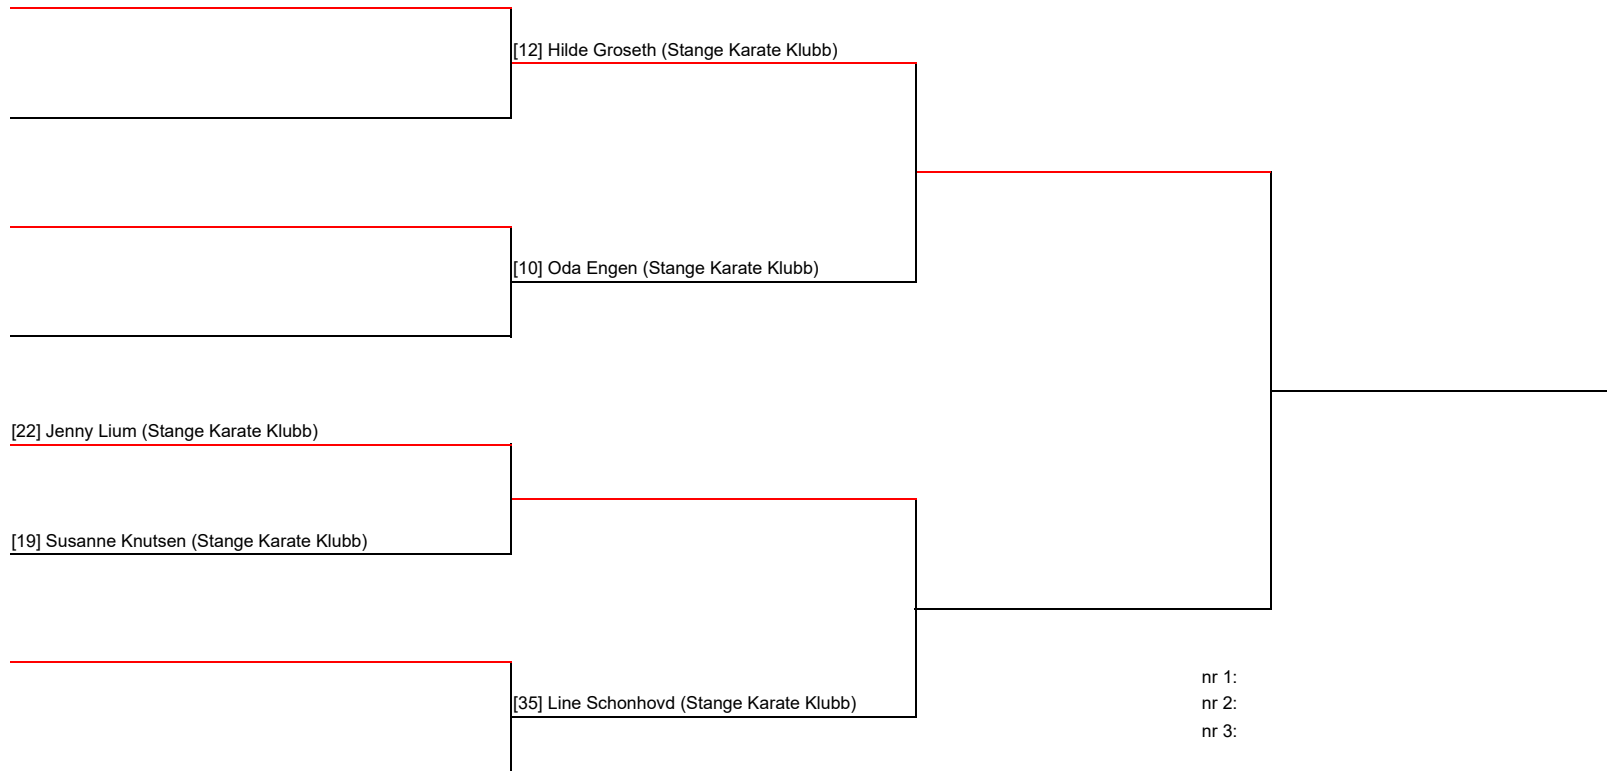 [12] Hilde Groseth (Stange Karate Klubb)
[10] Oda Engen (Stange Karate Klubb)
[22] Jenny Lium (Stange Karate Klubb)
[19] Susanne Knutsen (Stange Karate Klubb)
[35] Line Schonhovd (Stange Karate Klubb)
nr 1:
nr 2:
nr 3: